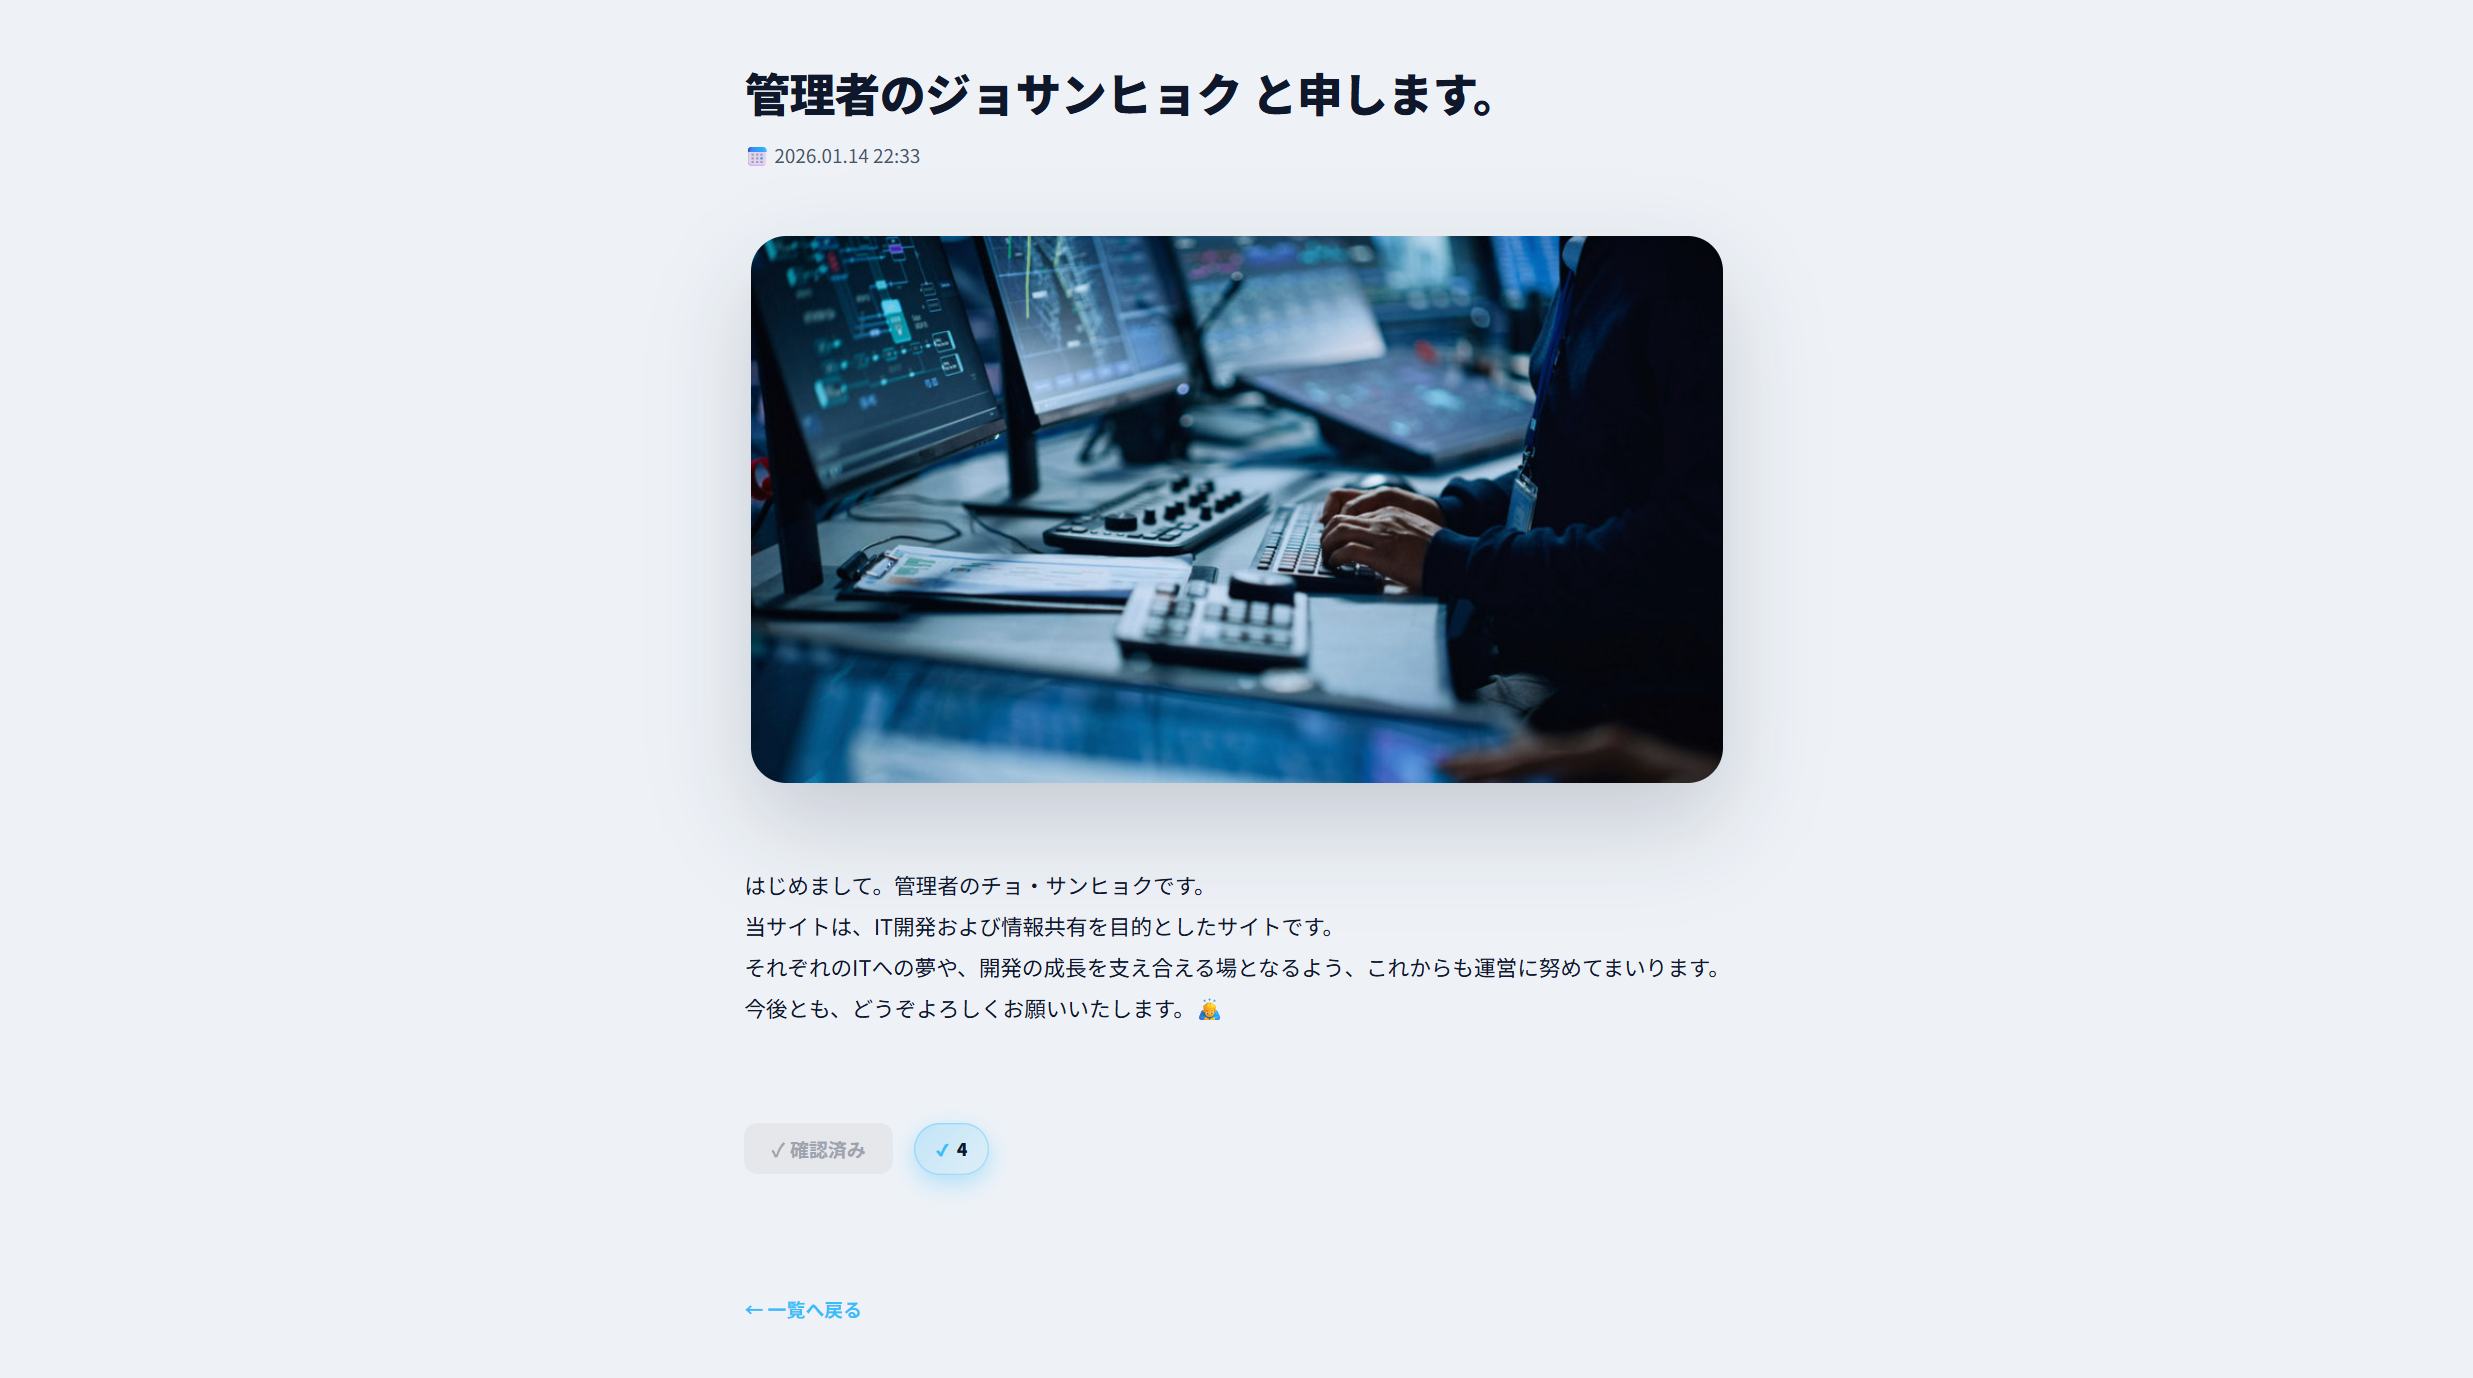 管理者のジョサンヒョク と申します。
2026.01.14 22:33
はじめまして。管理者のチョ・サンヒョクです。
当サイトは、IT開発および情報共有を目的としたサイトです。
それぞれのITへの夢や、開発の成長を支え合える場となるよう、これからも運営に努めてまいります。
今後とも、どうぞよろしくお願いいたします。🙇
✓ 確認済み
✓ 4
← 一覧へ戻る